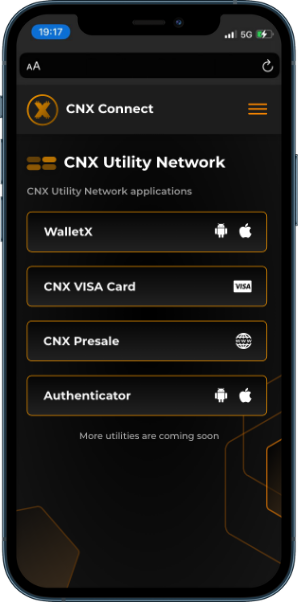 19:17
5G
AA
CNX Connect
CNX Utility Network
CNX Utility Network applications
WalletX
CNX VISA Card
VISA
CNX Presale
WWW
Authenticator
More utilities are coming soon